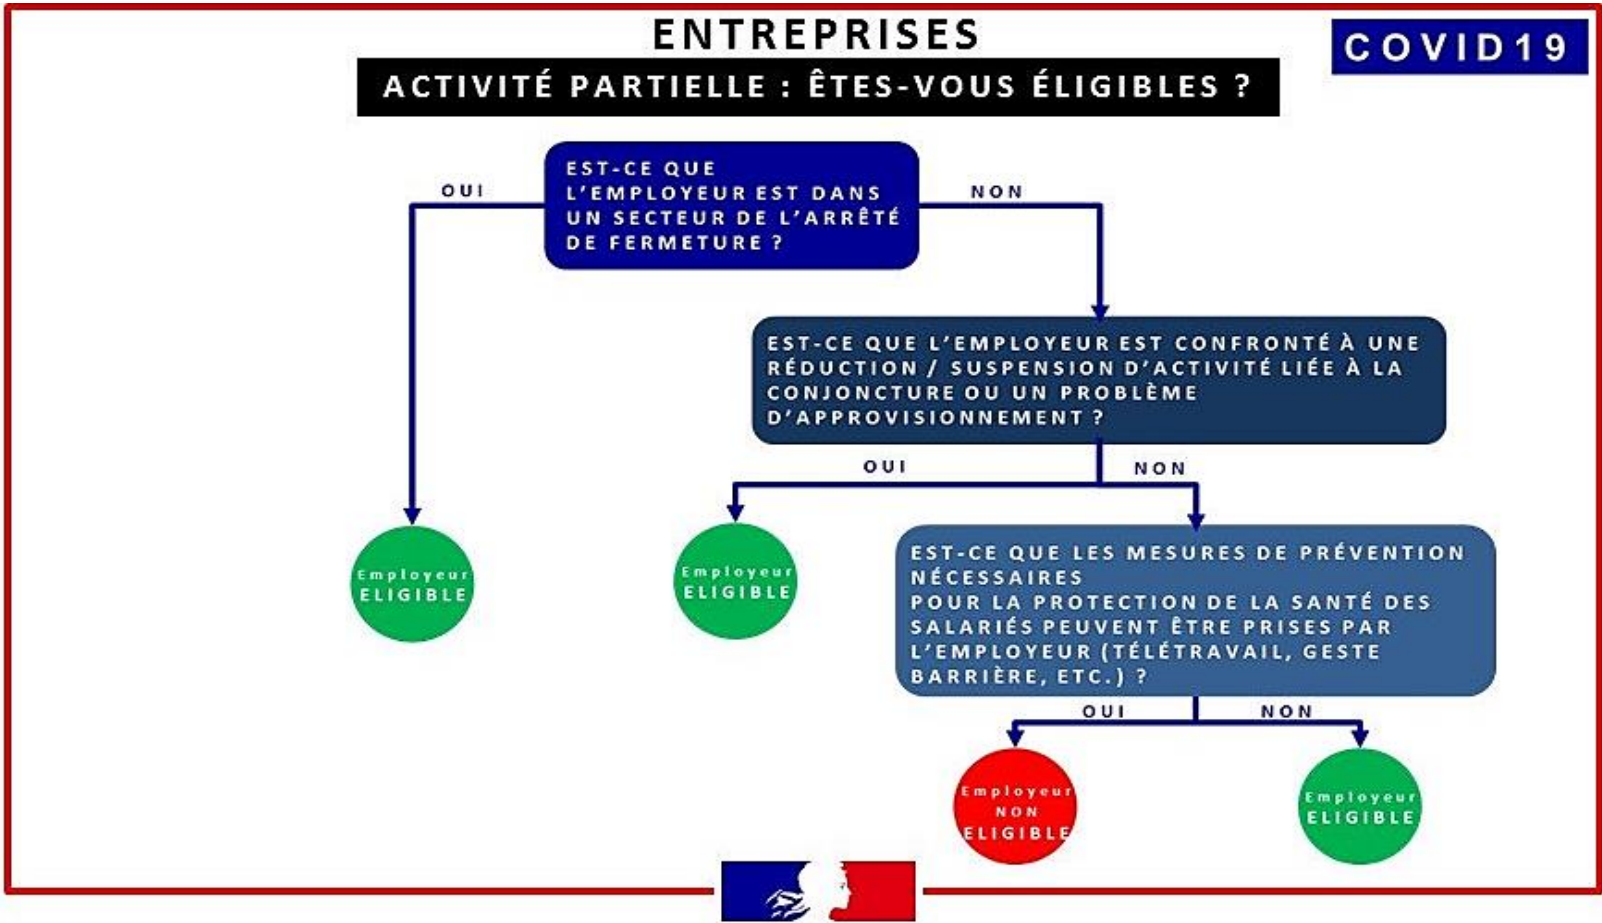 ENTREPRISES
COVID19
ACTIVITÉ PARTIELLE : ÊTES-VOUS ÉLIGIBLES ?
EST-CE QUE
L'EMPLOYEUR EST DANS
UN SECTEUR DE L'ARRÊTÉ
DE FERMETURE ?
OUI
NON
EST-CE QUE L'EMPLOYEUR EST CONFRONTÉ À UNE
RÉDUCTION / SUSPENSION D'ACTIVITÉ LIÉE À LA
CONJONCTURE OU UN PROBLÈME
D'APPROVISIONNEMENT ?
OUI
NON
Employeur
ELIGIBLE
Employeur
ELIGIBLE
EST-CE QUE LES MESURES DE PRÉVENTION
NÉCESSAIRES
POUR LA PROTECTION DE LA SANTÉ DES
SALARIÉS PEUVENT ÊTRE PRISES PAR
L'EMPLOYEUR (TÉLÉTRAVAIL, GESTE
BARRIÈRE, ETC.) ?
OUI
NON
Employeur
NON
ELIGIBLE
Employeur
ELIGIBLE